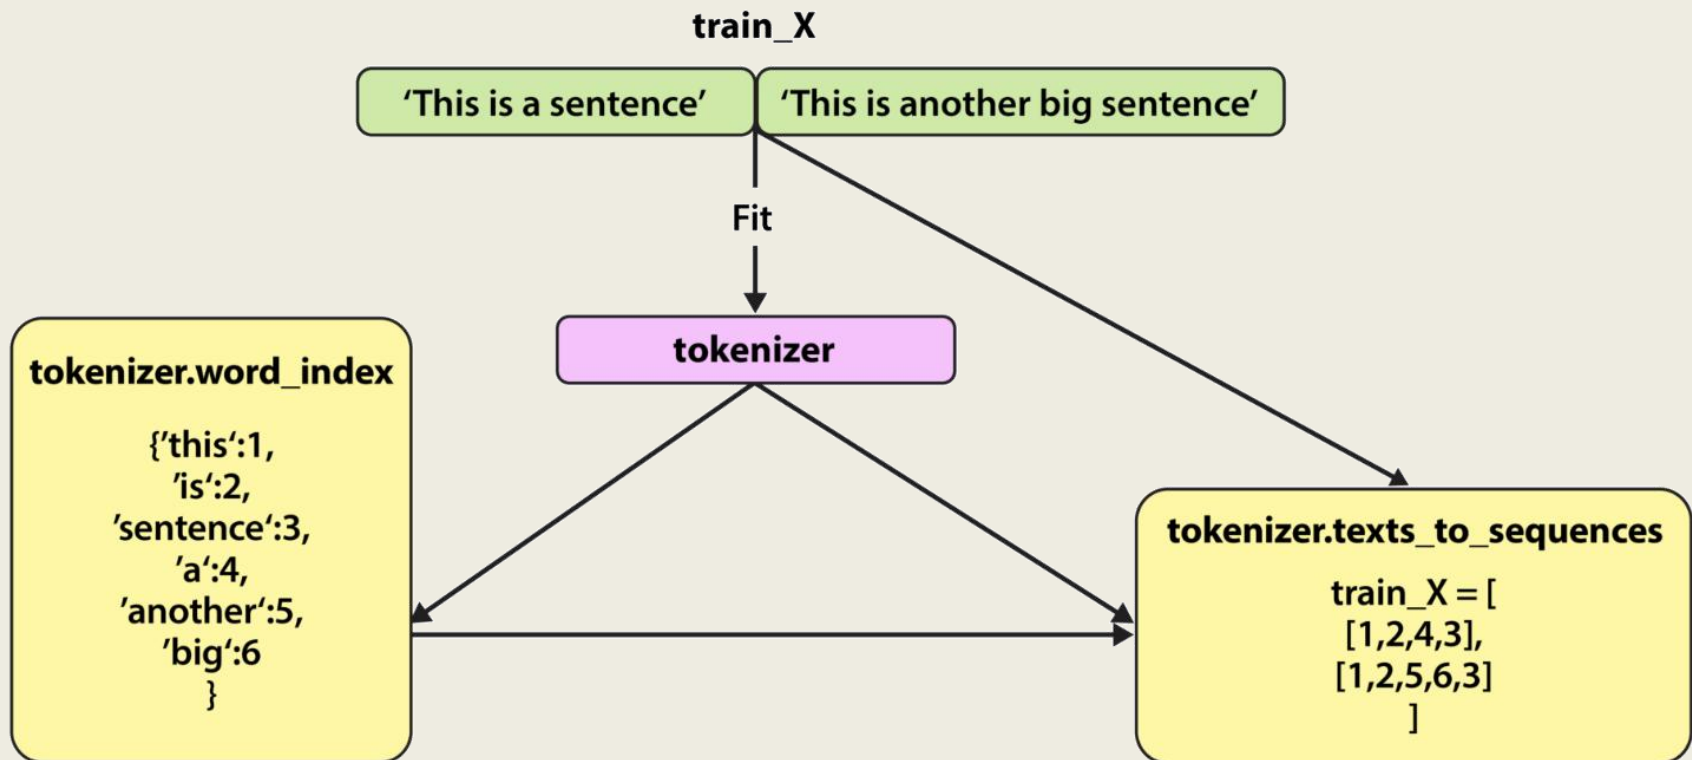 train_X
‘This is a sentence’
‘This is another big sentence’
Fit
tokenizer
tokenizer.word_index
{’this‘:1,
’is‘:2,
’sentence‘:3,
’a‘:4,
’another‘:5,
’big‘:6
}
tokenizer.texts_to_sequences
train_X = [
[1,2,4,3],
[1,2,5,6,3]
]